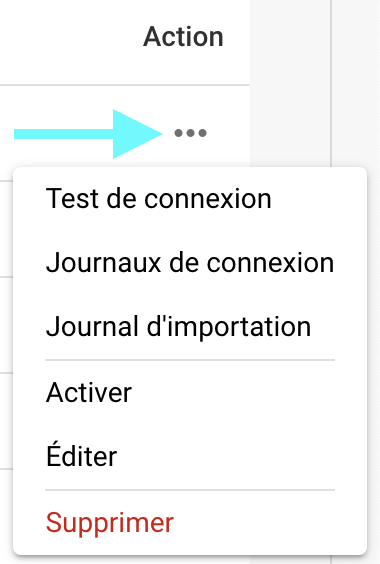 Action
Test de connexion
Journaux de connexion
Journal d'importation
Activer
Éditer
Supprimer